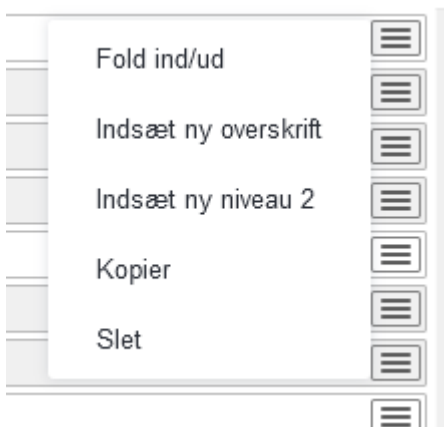 Fold ind/ud
Indsæt ny overskrift
Indsæt ny niveau 2
Kopier
Slet